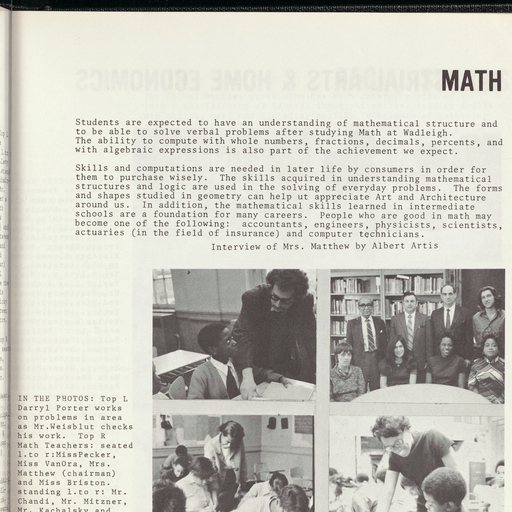 MATH
Students are expected to have an understanding of mathematical structure and
to be able to solve verbal problems after studying Math at Wadleigh.
The ability to compute with whole numbers, fractions, decimals, percents, and
with algebraic expressions is also part of the achievement we expect.
Skills and computations are needed in later life by consumers in order for
them to purchase wisely. The skills acquired in understanding mathematical
structures and logic are used in the solving of everyday problems. The forms
and shapes studied in geometry can help ut appreciate Art and Architecture
around us. In addition, the mathematical skills learned in intermediate
schools are a foundation for many careers. People who are good in math may
become one of the following: accountants, engineers, physicists, scientists,
actuaries (in the field of insurance) and computer technicians.
Interview of Mrs. Matthew by Albert Artis
IN THE PHOTOS: Top L
Darryl Porter works
on problems in area
as Mr.Weisblut checks
his work. Top R
Math Teachers: seated
l.to r:MissPecker,
Miss VanOra, Mrs.
Matthew (chairman)
and Miss Briston.
standing l.to r: Mr.
Chandi, Mr. Mitzner,
Mr. Kachalsky and